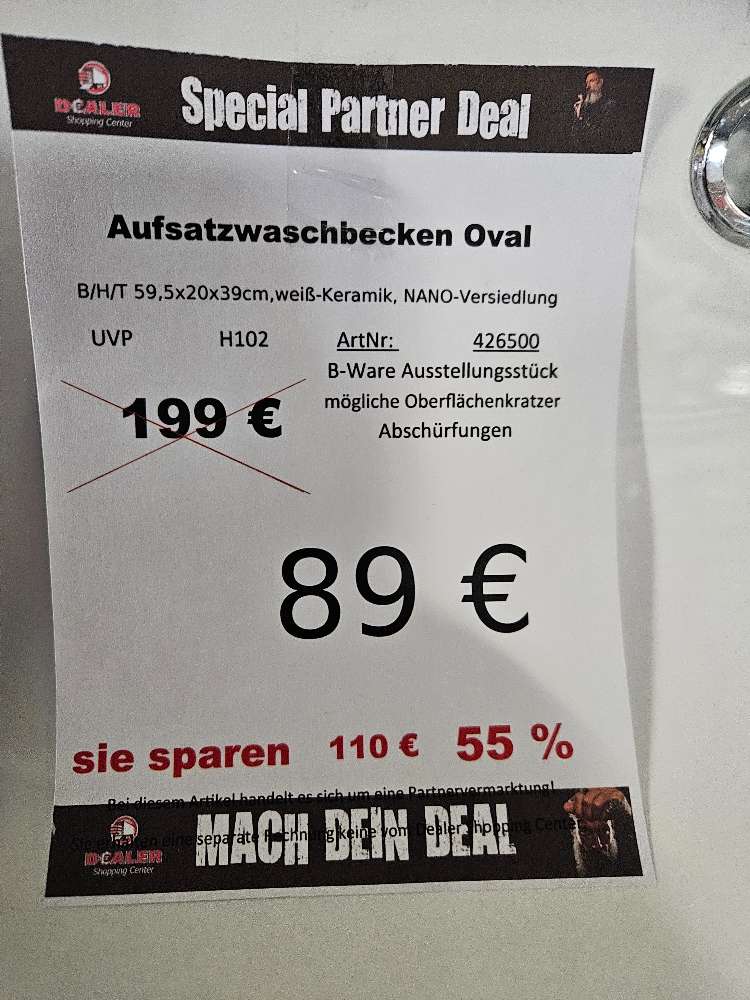 DEALER
Shopping Center
Special Partner Deal
Aufsatzwaschbecken Oval
B/H/T 59,5x20x39cm,weiß-Keramik, NANO-Versiedlung
UVP H102 ArtNr: 426500
B-Ware Ausstellungsstück
199 € mögliche Oberflächenkratzer
Abschürfungen
89 €
sie sparen 110 € 55 %
Bei diesem Artikel handelt es sich um eine Partnervermarktung!
Sie erhalten eine separate Rechnung keine vom Dealer Shopping Center
DEALER
Shopping Center
MACH DEIN DEAL